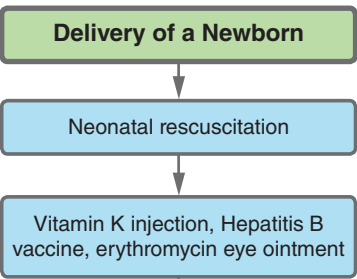 Delivery of a Newborn
Neonatal rescuscitation
Vitamin K injection, Hepatitis B
vaccine, erythromycin eye ointment